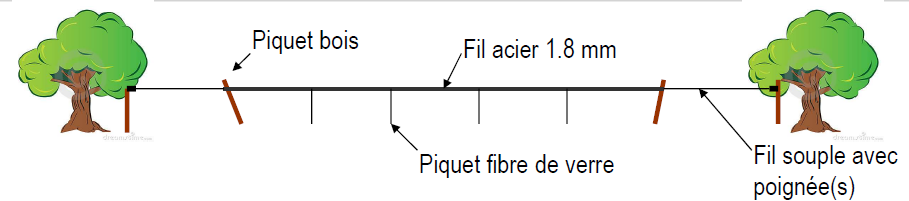 Piquet bois
Fil acier 1.8 mm
Piquet fibre de verre
Fil souple avec
poignée(s)